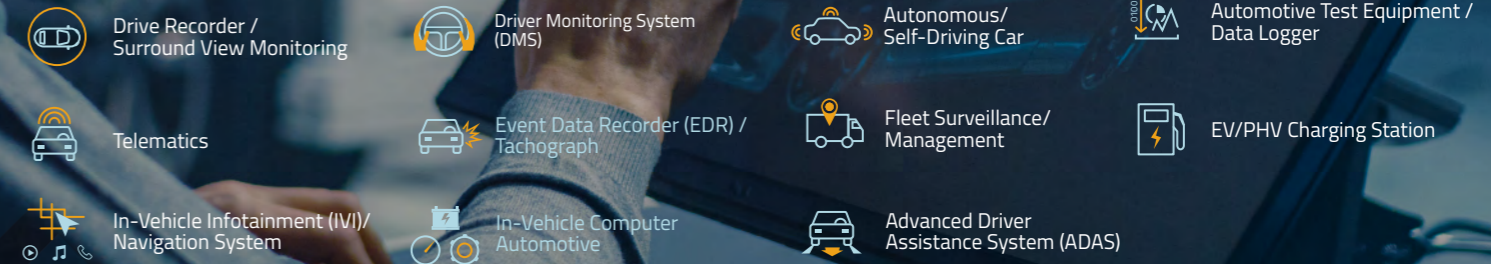 Drive Recorder /
Surround View Monitoring
Driver Monitoring System
(DMS)
Autonomous/
Self-Driving Car
0100
Automotive Test Equipment /
Data Logger
Telematics
Event Data Recorder (EDR) /
Tachograph
Fleet Surveillance/
Management
EV/PHV Charging Station
In-Vehicle Infotainment (IVI)/
Navigation System
In-Vehicle Computer
Automotive
Advanced Driver
Assistance System (ADAS)